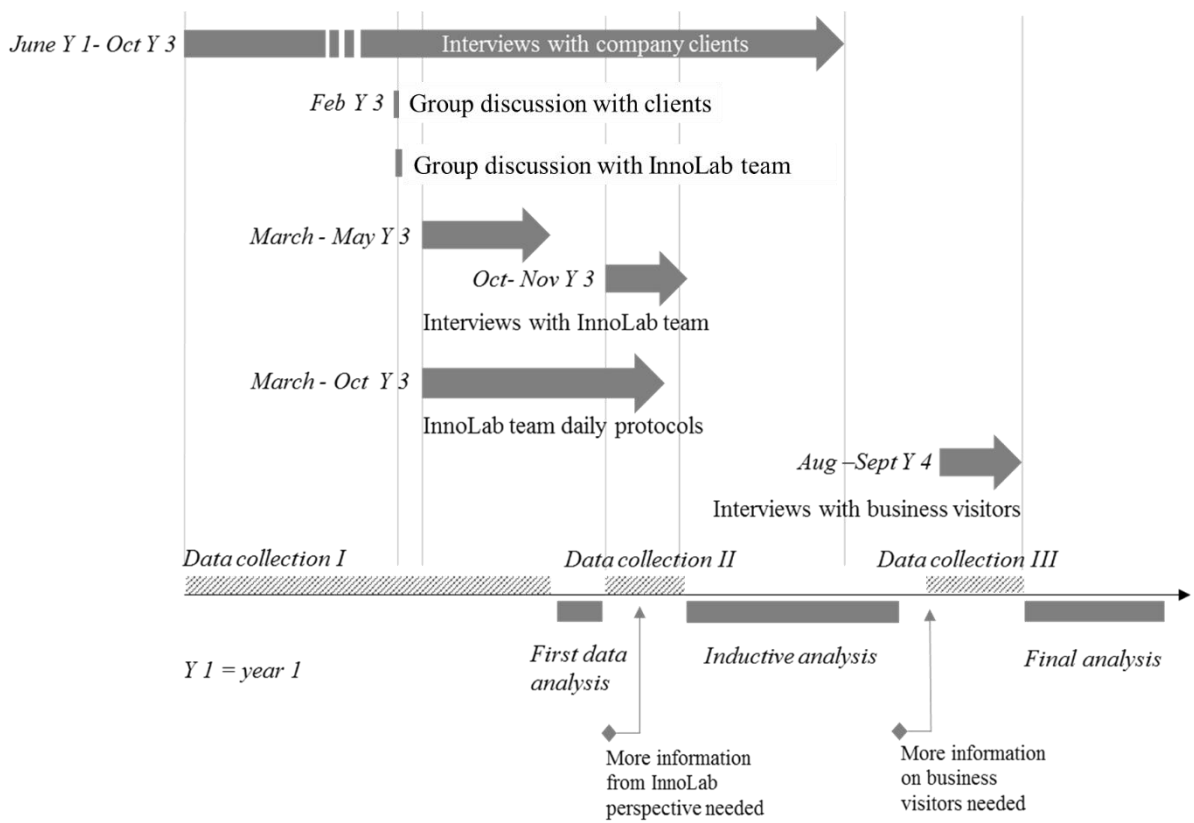 June Y 1- Oct Y 3
Interviews with company clients
Feb Y 3
Group discussion with clients
Group discussion with InnoLab team
March - May Y 3
Oct- Nov Y 3
Interviews with InnoLab team
March - Oct Y 3
InnoLab team daily protocols
Aug –Sept Y 4
Interviews with business visitors
Data collection I
Data collection II
Data collection III
Y 1 = year 1
First data
analysis
Inductive analysis
Final analysis
More information
from InnoLab
perspective needed
More information
on business
visitors needed